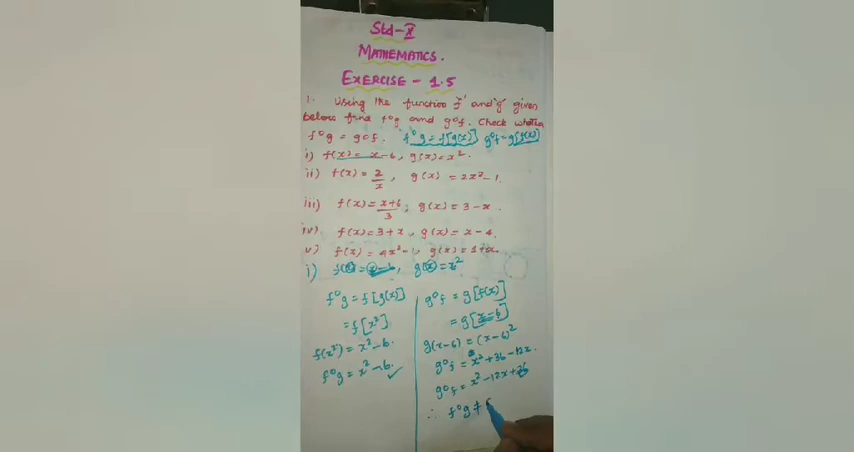 Std-X
MATHEMATICS.
EXERCISE - 1.5
1. Using the function 'f' and 'g' given
below find f°g and g°f. Check whether
f°g = g°f. f°g = f[g(x)] g°f = g[f(x)]
i) f(x) = x-6, g(x) = x².
ii) f(x) = 2/x, g(x) = 2x²-1.
iii) f(x) = x+6/3; g(x) = 3-x.
iv) f(x) = 3+x, g(x) = x-4.
v) f(x) = 4x²-1, g(x) = 1+x.
i) f(x) = x-6, g(x) = x²
f°g = f[g(x)]
= f[x²]
f(x²) = x²-6.
f°g = x²-6.
g°f = g[f(x)]
= g[x-6]
g(x-6) = (x-6)²
g°f = x²+36-12x.
g°f = x²-12x+36
∴ f°g ≠